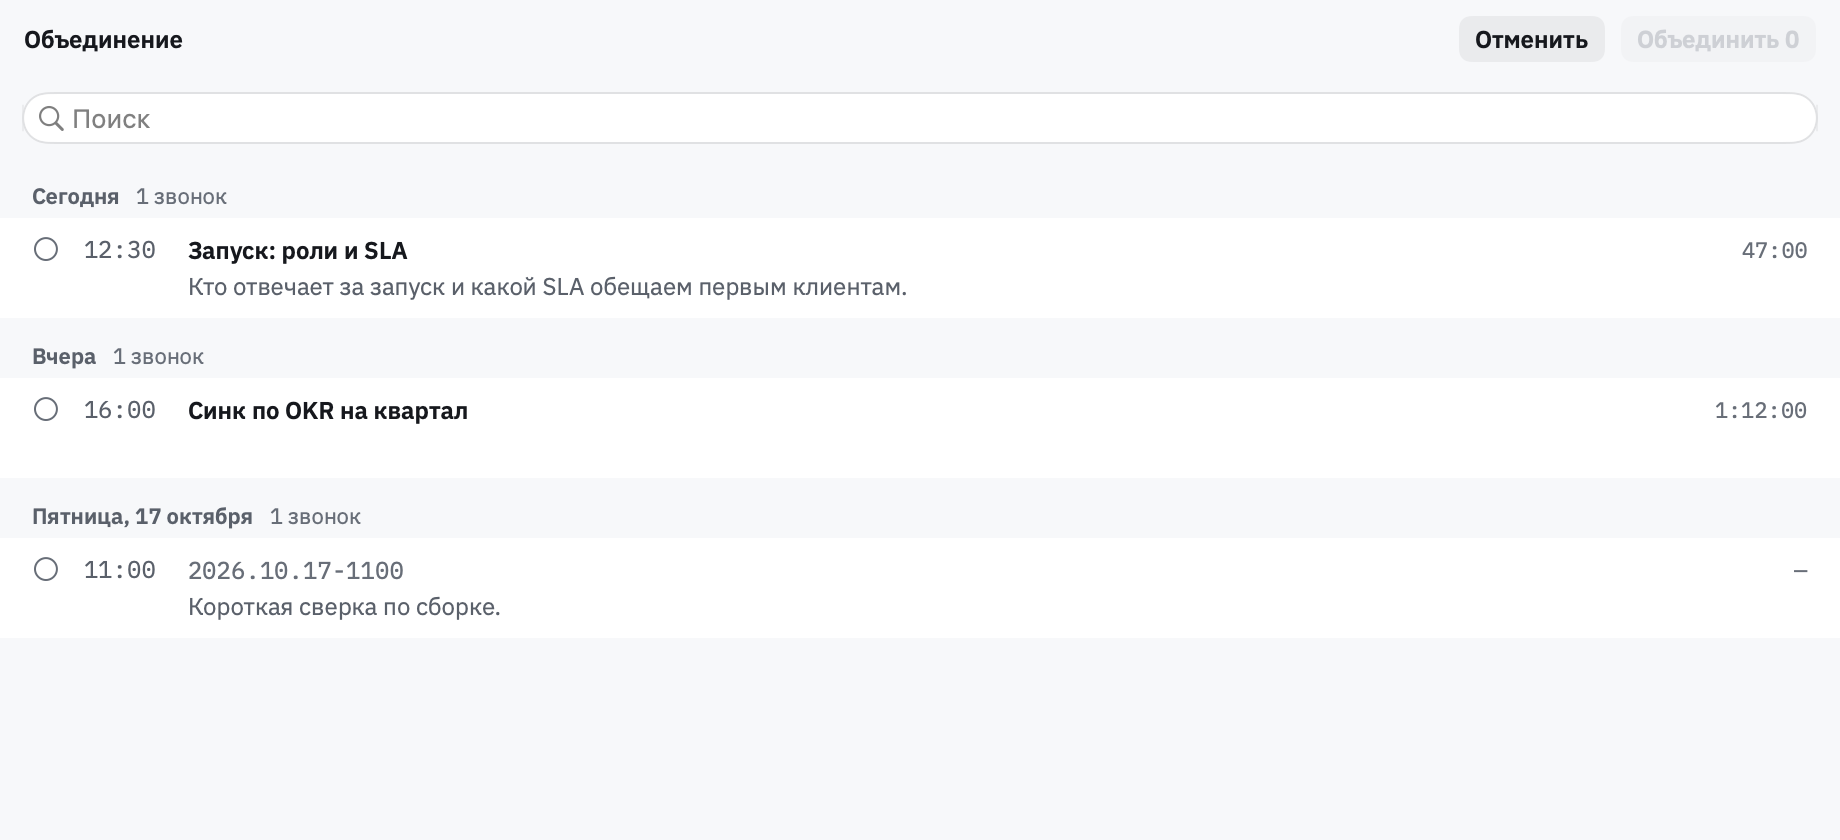 Объединение
Отменить
Объединить 0
Поиск
Сегодня 1 звонок
12:30 Запуск: роли и SLA 47:00
Кто отвечает за запуск и какой SLA обещаем первым клиентам.
Вчера 1 звонок
16:00 Синк по OKR на квартал 1:12:00
Пятница, 17 октября 1 звонок
11:00 2026.10.17-1100 –
Короткая сверка по сборке.